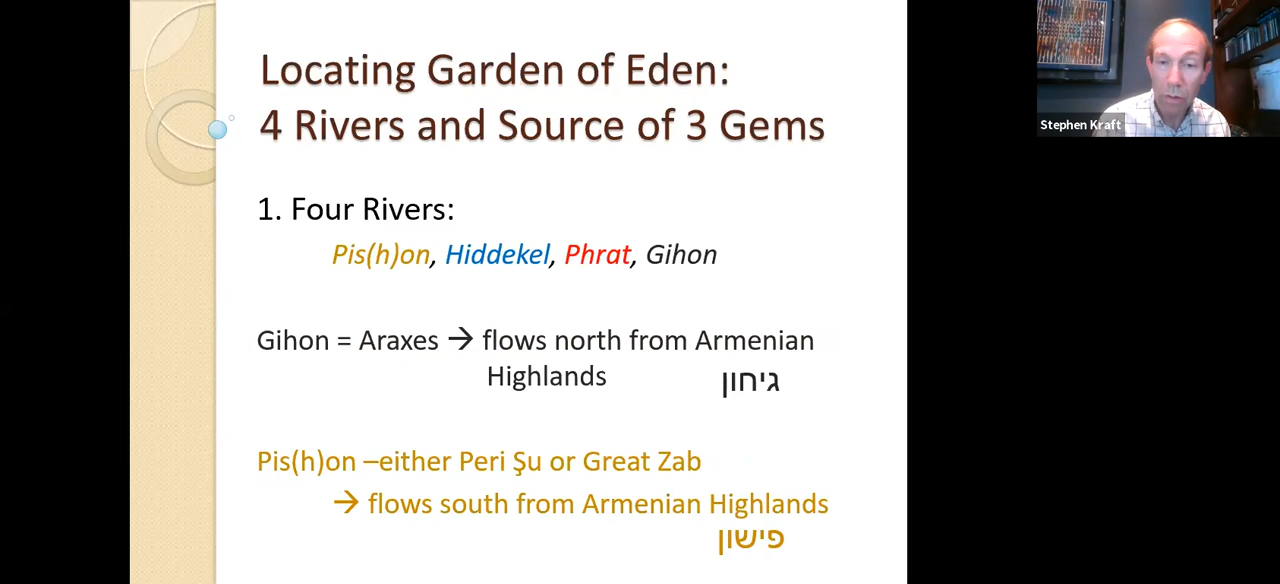 Locating Garden of Eden:
4 Rivers and Source of 3 Gems
1. Four Rivers:
Pis(h)on, Hiddekel, Phrat, Gihon
Gihon = Araxes → flows north from Armenian
Highlands
גיחון
Pis(h)on –either Peri Şu or Great Zab
→ flows south from Armenian Highlands
פישון
Stephen Kraft